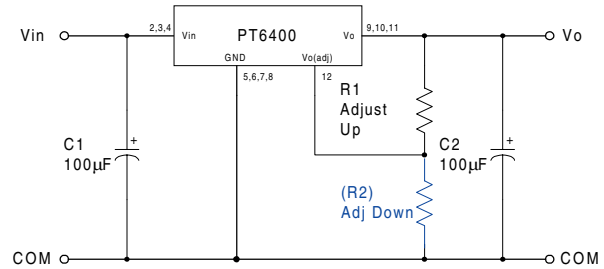 Vin
2,3,4
Vin
PT6400
Vo
9,10,11
Vo
GND
Vo(adj)
5,6,7,8
12
R1
Adjust
Up
C1
100µF
+
C2
100µF
+
(R2)
Adj Down
COM
COM